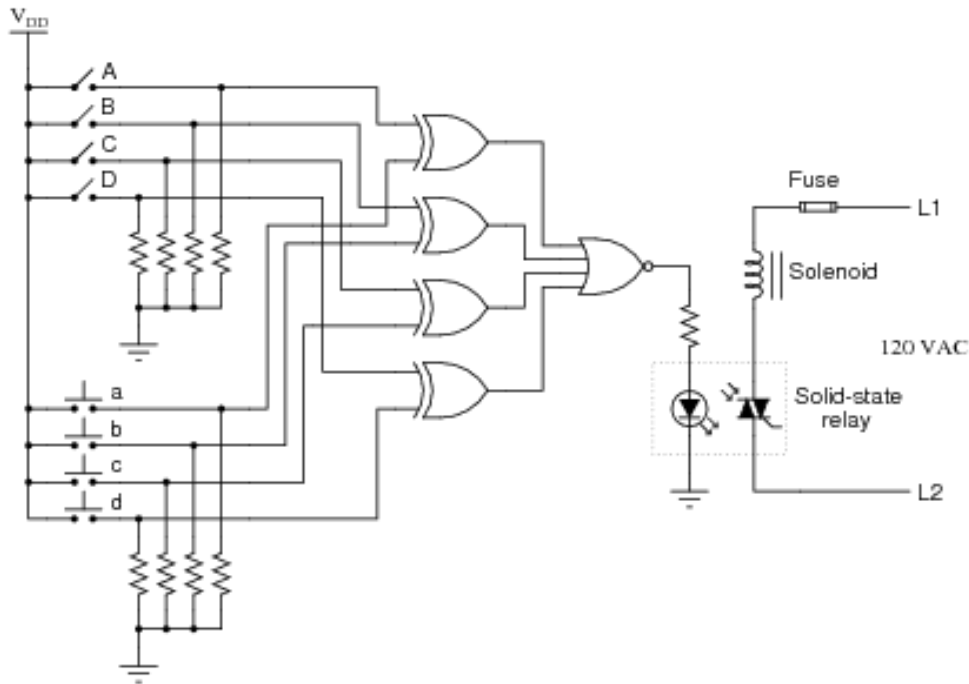 VDD
A
B
C
D
Fuse
L1
Solenoid
120 VAC
Solid-state
relay
a
b
c
d
L2